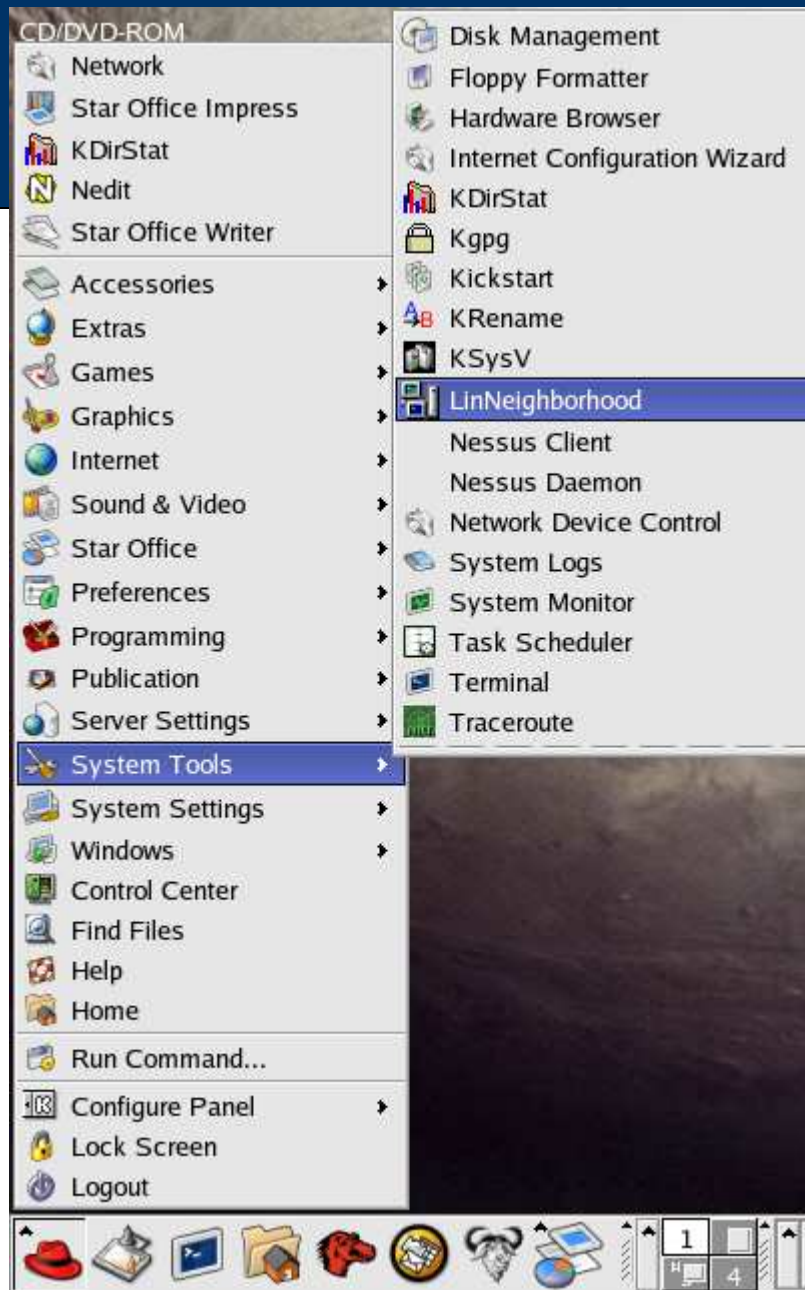 CD/DVD-ROM
Network
Star Office Impress
KDirStat
Nedit
Star Office Writer
Accessories
Extras
Games
Graphics
Internet
Sound & Video
Star Office
Preferences
Programming
Publication
Server Settings
System Tools
System Settings
Windows
Control Center
Find Files
Help
Home
Run Command...
Configure Panel
Lock Screen
Logout
Disk Management
Floppy Formatter
Hardware Browser
Internet Configuration Wizard
KDirStat
Kgpg
Kickstart
KRename
KSysV
LinNeighborhood
Nessus Client
Nessus Daemon
Network Device Control
System Logs
System Monitor
Task Scheduler
Terminal
Traceroute
1
4